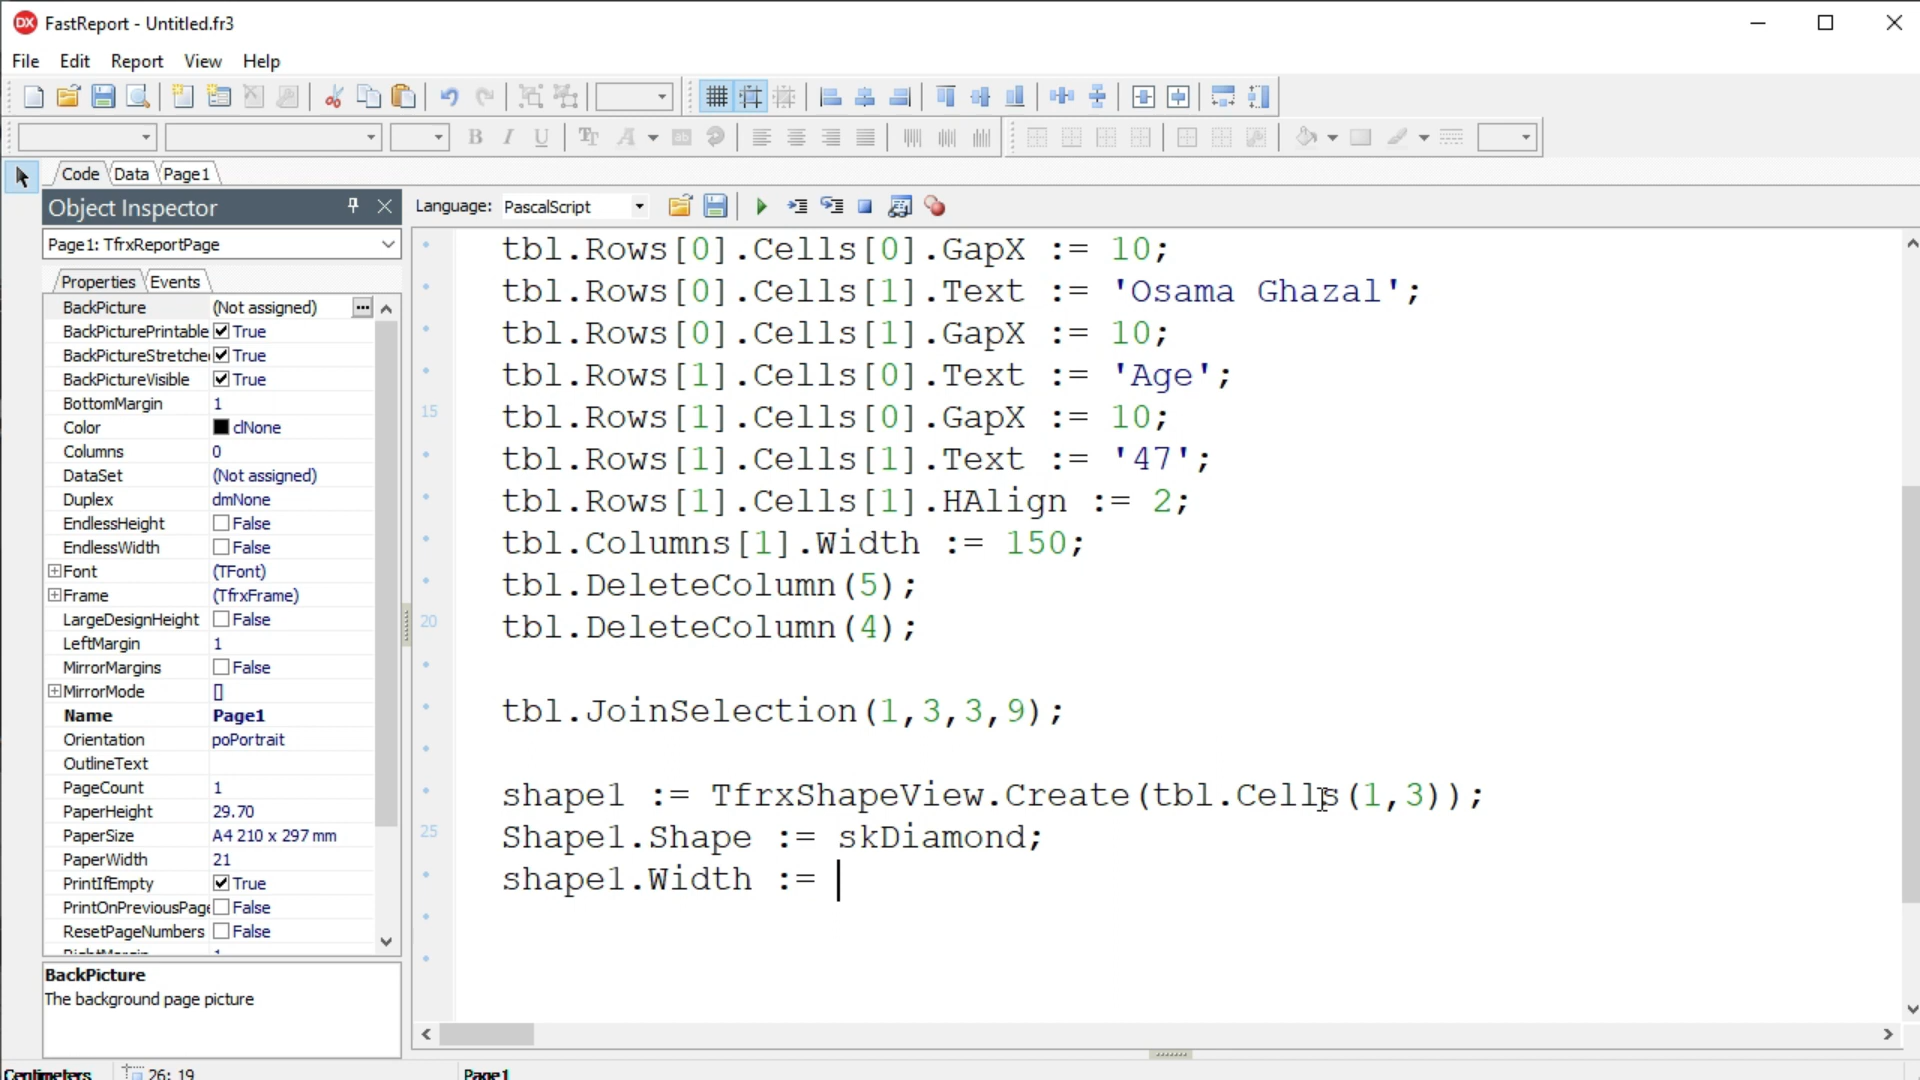 FastReport - Untitled.fr3
File Edit Report View Help
Code Data Page1
Object Inspector
Language: PascalScript
Page1: TfrxReportPage
Properties Events
BackPicture (Not assigned)
BackPicturePrintable True
BackPictureStretche True
BackPictureVisible True
BottomMargin 1
Color clNone
Columns 0
DataSet (Not assigned)
Duplex dmNone
EndlessHeight False
EndlessWidth False
Font (TFont)
Frame (TfrxFrame)
LargeDesignHeight False
LeftMargin 1
MirrorMargins False
MirrorMode []
Name Page1
Orientation poPortrait
OutlineText
PageCount 1
PaperHeight 29.70
PaperSize A4 210 x 297 mm
PaperWidth 21
PrintIfEmpty True
PrintOnPreviousPage False
ResetPageNumbers False
BackPicture
The background page picture
tbl.Rows[0].Cells[0].GapX := 10;
tbl.Rows[0].Cells[1].Text := 'Osama Ghazal';
tbl.Rows[0].Cells[1].GapX := 10;
tbl.Rows[1].Cells[0].Text := 'Age';
15 tbl.Rows[1].Cells[0].GapX := 10;
tbl.Rows[1].Cells[1].Text := '47';
tbl.Rows[1].Cells[1].HAlign := 2;
tbl.Columns[1].Width := 150;
tbl.DeleteColumn(5);
20 tbl.DeleteColumn(4);
tbl.JoinSelection(1,3,3,9);
shape1 := TfrxShapeView.Create(tbl.Cells(1,3));
25 Shape1.Shape := skDiamond;
shape1.Width :=
Centimeters 26: 19 Page1